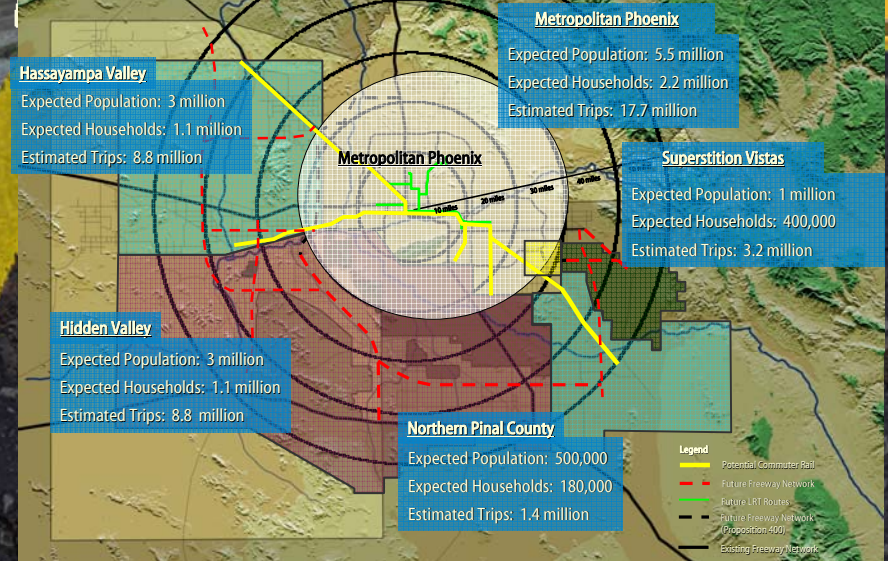 Metropolitan Phoenix
Expected Population: 5.5 million
Expected Households: 2.2 million
Estimated Trips: 17.7 million
Hassayampa Valley
Expected Population: 3 million
Expected Households: 1.1 million
Estimated Trips: 8.8 million
Metropolitan Phoenix
10 miles
20 miles
30 miles
40 miles
Superstition Vistas
Expected Population: 1 million
Expected Households: 400,000
Estimated Trips: 3.2 million
Hidden Valley
Expected Population: 3 million
Expected Households: 1.1 million
Estimated Trips: 8.8 million
Northern Pinal County
Expected Population: 500,000
Expected Households: 180,000
Estimated Trips: 1.4 million
Legend
Potential Commuter Rail
Future Freeway Network
Future LRT Routes
Future Freeway Network
(Proposition 400)
Existing Freeway Network